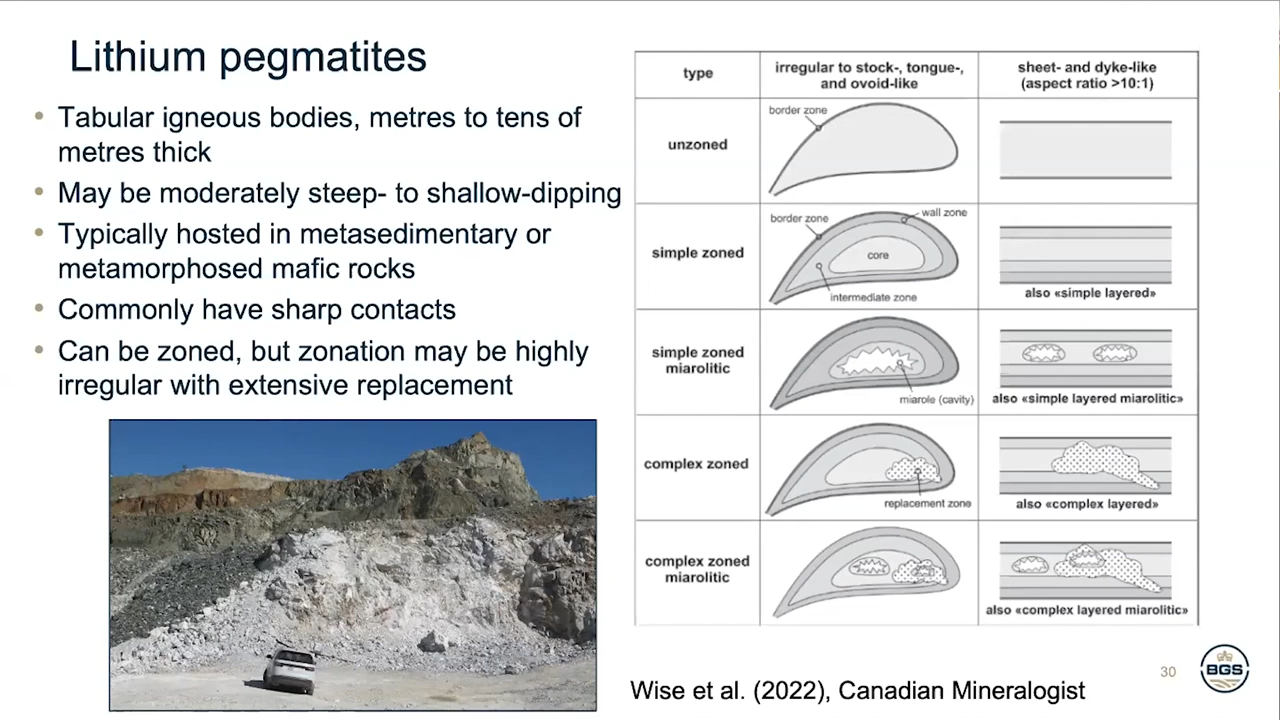 Lithium pegmatites
• Tabular igneous bodies, metres to tens of
metres thick
• May be moderately steep- to shallow-dipping
• Typically hosted in metasedimentary or
metamorphosed mafic rocks
• Commonly have sharp contacts
• Can be zoned, but zonation may be highly
irregular with extensive replacement
type
irregular to stock-, tongue-,
and ovoid-like
sheet- and dyke-like
(aspect ratio >10:1)
unzoned
border zone
simple zoned
border zone
wall zone
core
intermediate zone
also «simple layered»
simple zoned
miarolitic
miarole (cavity)
also «simple layered miarolitic»
complex zoned
replacement zone
also «complex layered»
complex zoned
miarolitic
also «complex layered miarolitic»
Wise et al. (2022), Canadian Mineralogist
30
BGS